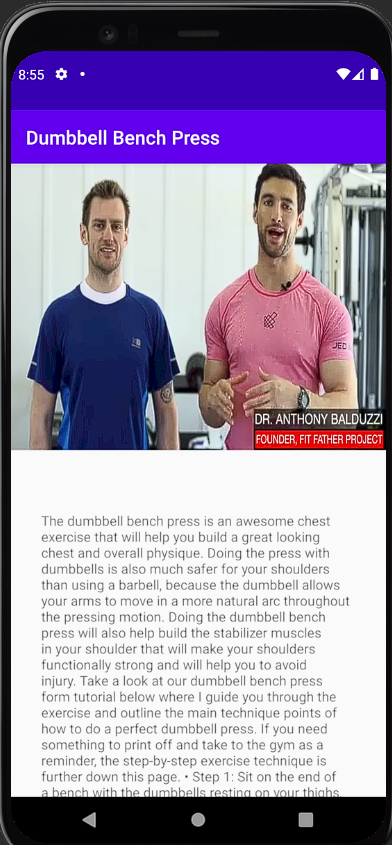 8:55
Dumbbell Bench Press
JED
DR. ANTHONY BALDUZZI
FOUNDER, FIT FATHER PROJECT
The dumbbell bench press is an awesome chest
exercise that will help you build a great looking
chest and overall physique. Doing the press with
dumbbells is also much safer for your shoulders
than using a barbell, because the dumbbell allows
your arms to move in a more natural arc throughout
the pressing motion. Doing the dumbbell bench
press will also help build the stabilizer muscles
in your shoulder that will make your shoulders
functionally strong and will help you to avoid
injury. Take a look at our dumbbell bench press
form tutorial below where I guide you through the
exercise and outline the main technique points of
how to do a perfect dumbbell press. If you need
something to print off and take to the gym as a
reminder, the step-by-step exercise technique is
further down this page. • Step 1: Sit on the end of
a bench with the dumbbells resting on your thighs.